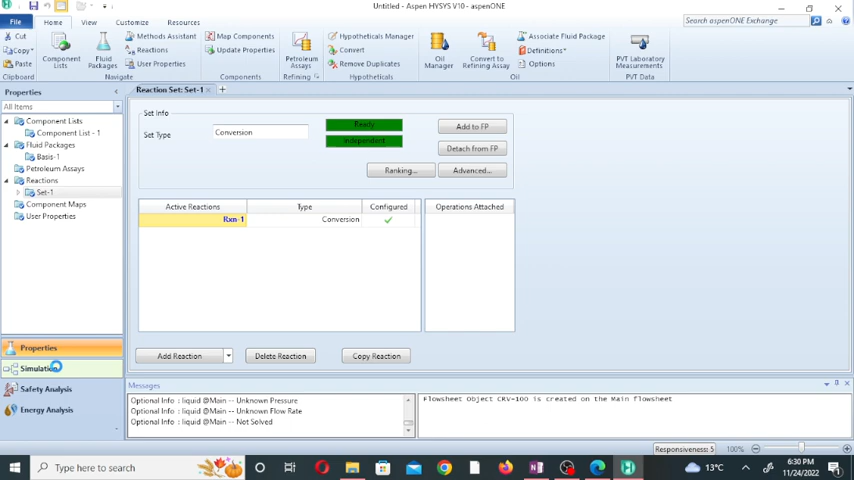 Untitled - Aspen HYSYS V10 - aspenONE
File
Home
View
Customize
Resources
Search aspenONE Exchange
Cut
Copy
Paste
Clipboard
Component
Lists
Fluid
Packages
Methods Assistant
Reactions
User Properties
Navigate
Map Components
Update Properties
Components
Petroleum
Assays
Refining
Hypotheticals Manager
Convert
Remove Duplicates
Hypotheticals
Oil
Manager
Convert to
Refining Assay
Associate Fluid Package
Definitions
Options
Oil
PVT Laboratory
Measurements
PVT Data
Properties
All Items
Component Lists
Component List - 1
Fluid Packages
Basis-1
Petroleum Assays
Reactions
Set-1
Component Maps
User Properties
Properties
Simulation
Safety Analysis
Energy Analysis
Reaction Set: Set-1
Set Info
Set Type
Conversion
Ready
Independent
Add to FP
Detach from FP
Ranking...
Advanced...
Active Reactions
Type
Configured
Operations Attached
Rxn-1
Conversion
Add Reaction
Delete Reaction
Copy Reaction
Messages
Optional Info : liquid @Main -- Unknown Pressure
Optional Info : liquid @Main -- Unknown Flow Rate
Optional Info : liquid @Main -- Not Solved
Flowsheet Object CRV-100 is created on the Main flowsheet
Responsiveness: 5
100%
Type here to search
13°C
6:30 PM
11/24/2022